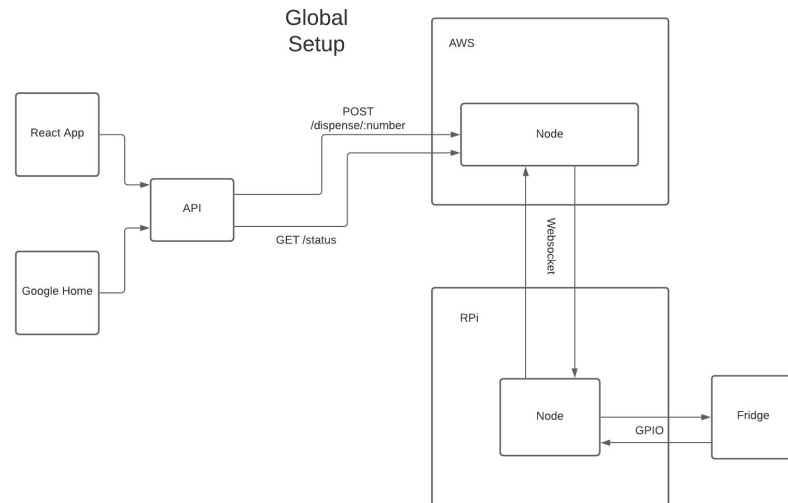 Global
Setup
AWS
React App
POST
/dispense/:number
Node
API
GET /status
Google Home
Websocket
RPi
Node
GPIO
Fridge